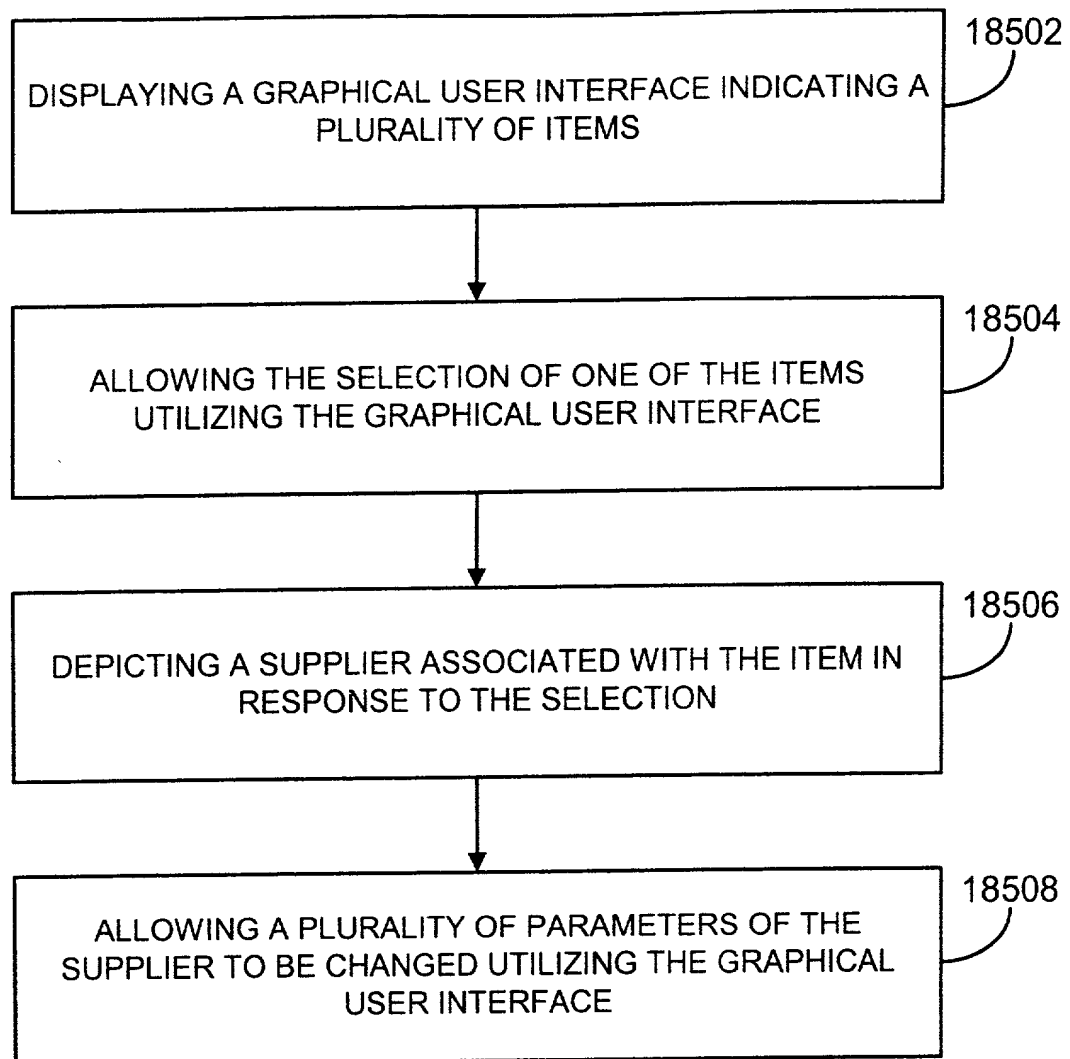 18502
DISPLAYING A GRAPHICAL USER INTERFACE INDICATING A
PLURALITY OF ITEMS
18504
ALLOWING THE SELECTION OF ONE OF THE ITEMS
UTILIZING THE GRAPHICAL USER INTERFACE
18506
DEPICTING A SUPPLIER ASSOCIATED WITH THE ITEM IN
RESPONSE TO THE SELECTION
18508
ALLOWING A PLURALITY OF PARAMETERS OF THE
SUPPLIER TO BE CHANGED UTILIZING THE GRAPHICAL
USER INTERFACE